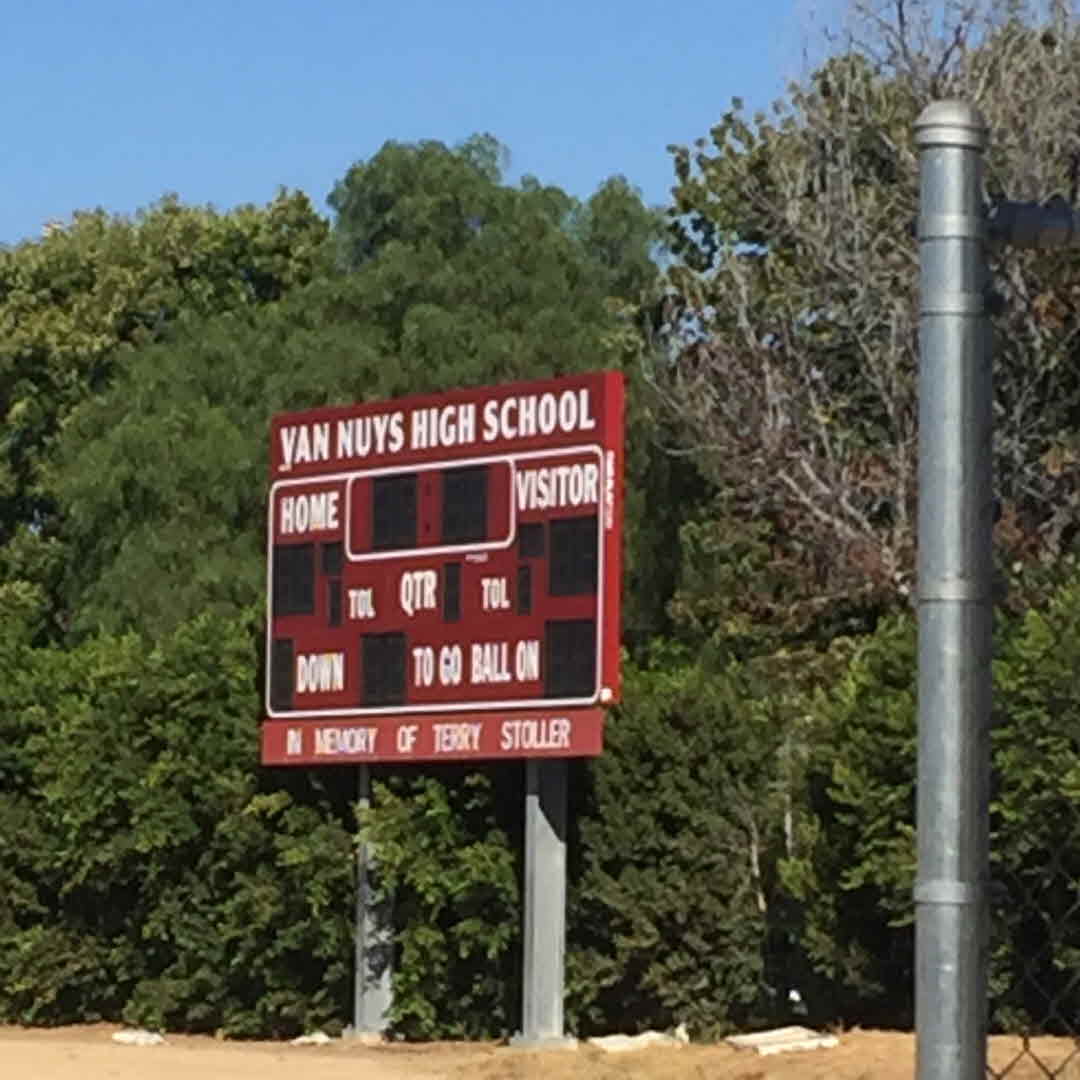 VAN NUYS HIGH SCHOOL
HOME VISITOR
TOL QTR TOL
DOWN TO GO BALL ON
IN MEMORY OF TERRY STOLLER